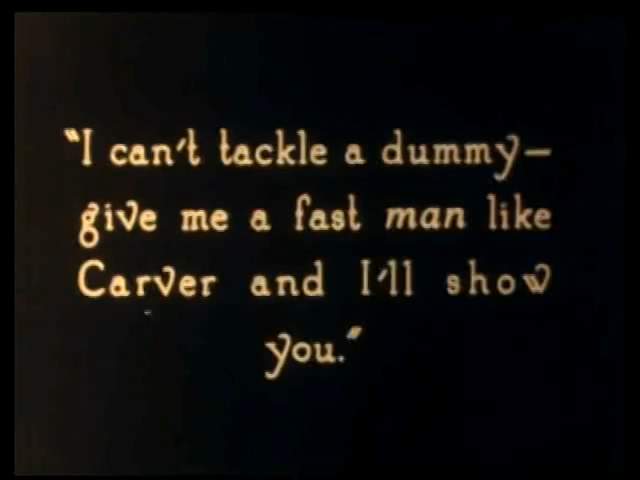 "I can't tackle a dummy—
give me a fast man like
Carver and I'll show
you."